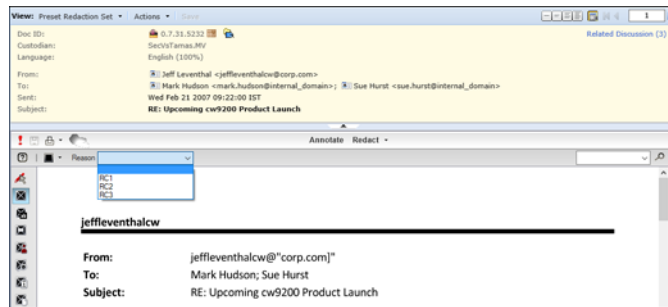 View: Preset Redaction Set Actions Save 1
Doc ID: 0.7.31.5232 Related Discussion (3)
Custodian: SecVsTamas.MV
Language: English (100%)
From: Jeff Leventhal <jeffleventhalcw@corp.com>
To: Mark Hudson <mark.hudson@internal_domain>; Sue Hurst <sue.hurst@internal_domain>
Sent: Wed Feb 21 2007 09:22:00 IST
Subject: RE: Upcoming cw9200 Product Launch
Annotate Redact
Reason
RC1
RC2
RC3
jeffleventhalcw
From: jeffleventhalcw@"corp.com]"
To: Mark Hudson; Sue Hurst
Subject: RE: Upcoming cw9200 Product Launch